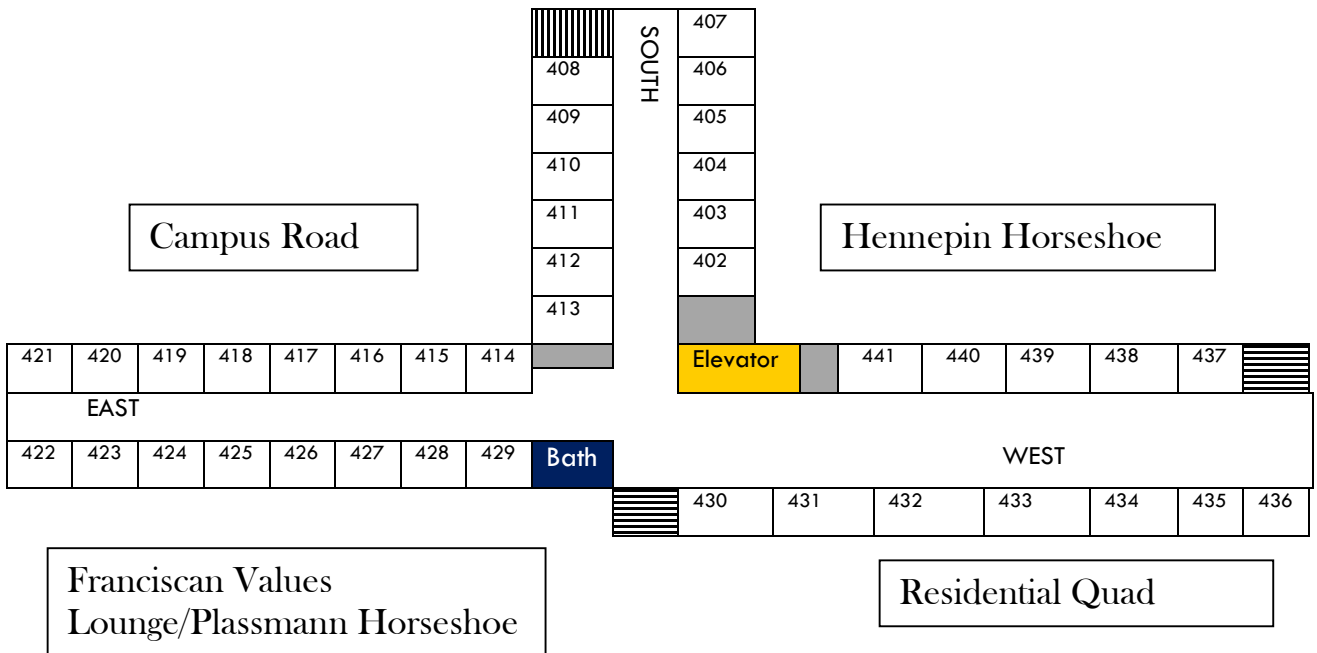 407
SOUTH
408
406
409
405
410
404
411
403
Campus Road
Hennepin Horseshoe
412
402
413
421 420 419 418 417 416 415 414
Elevator
441 440 439 438 437
EAST
422 423 424 425 426 427 428 429 Bath
WEST
430 431 432 433 434 435 436
Franciscan Values
Lounge/Plassmann Horseshoe
Residential Quad